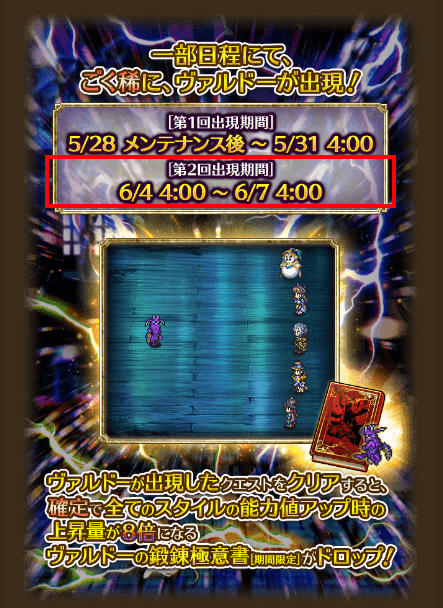 一部日程にて、
ごく稀に、ヴァルドーが出現!
[第1回出現期間]
5/28 メンテナンス後 ～ 5/31 4:00
[第2回出現期間]
6/4 4:00 ～ 6/7 4:00
ヴァルドーが出現したクエストをクリアすると、
確定で全てのスタイルの能力値アップ時の
上昇量が8倍になる
ヴァルドーの鍛錬極意書[期間限定]がドロップ!